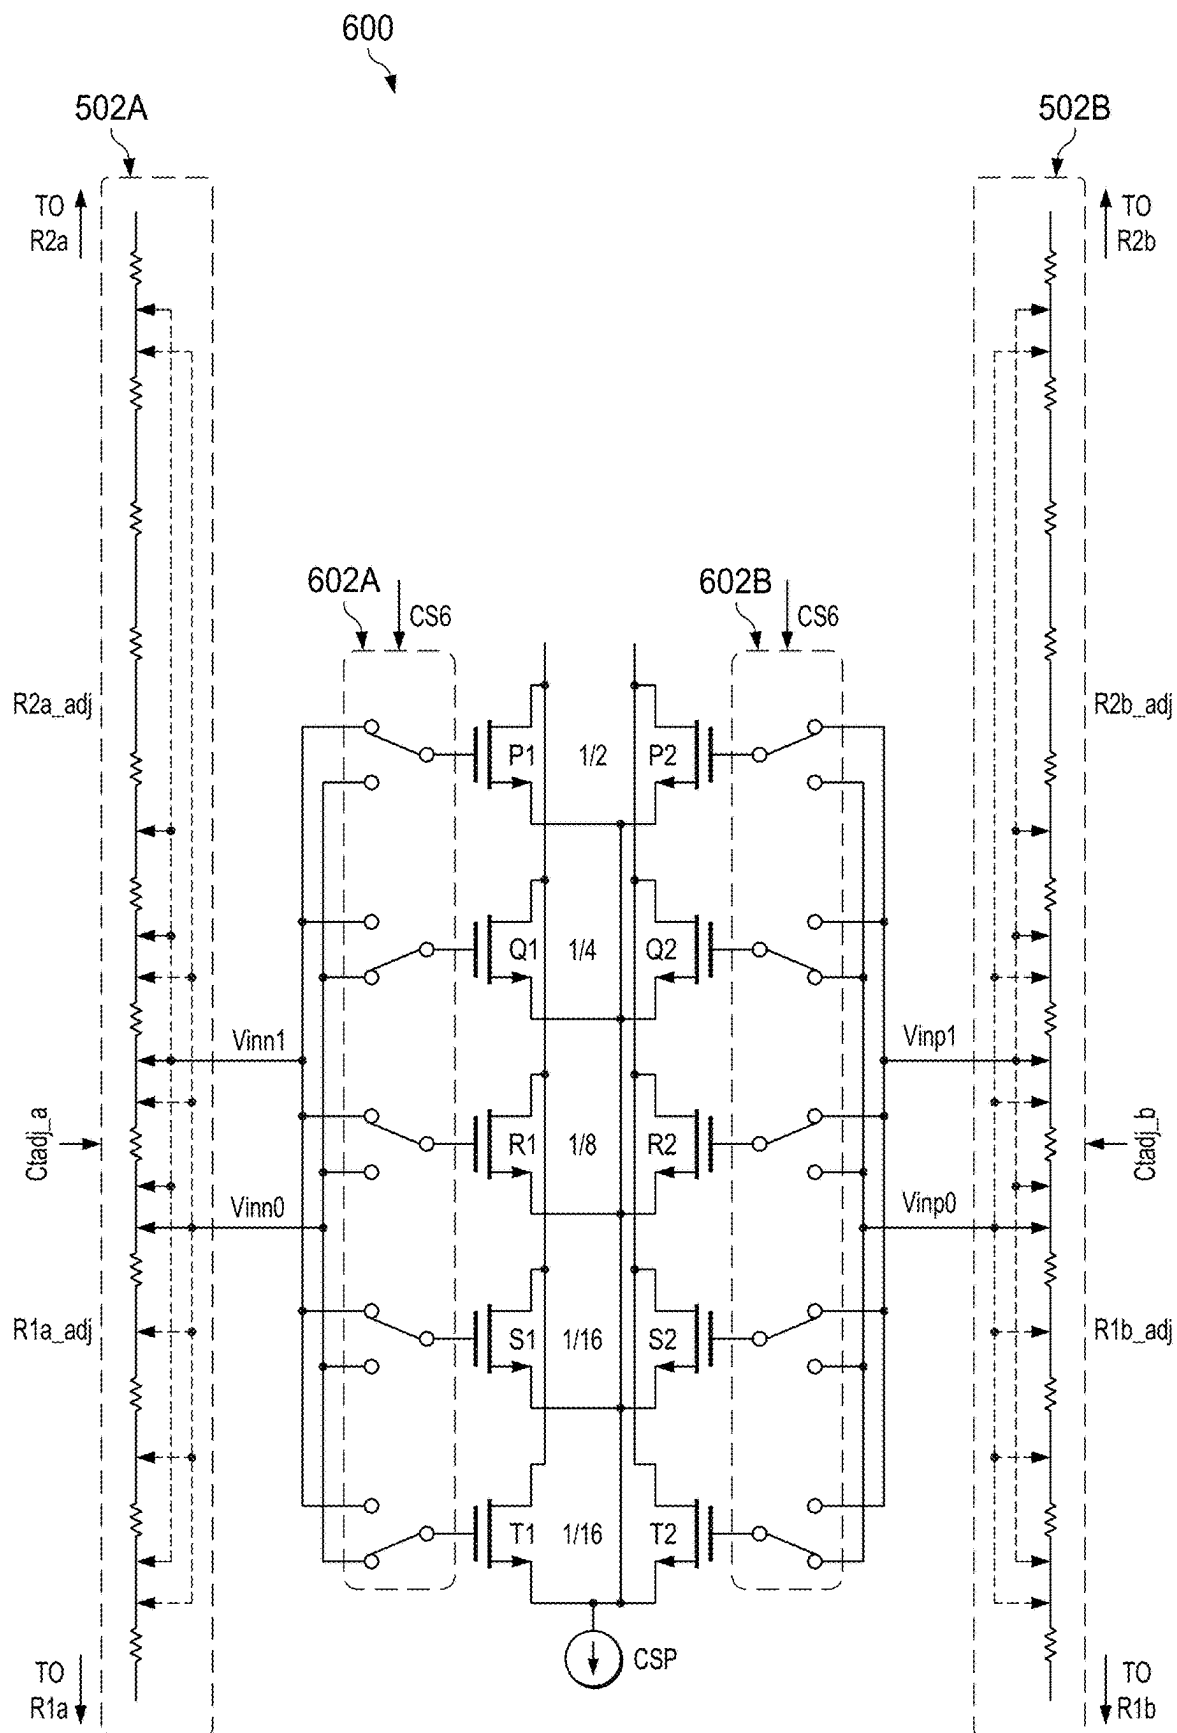 600
502A
502B
TO
R2a
TO
R2b
602A
CS6
602B
CS6
R2a_adj
R2b_adj
P1
1/2
P2
Q1
1/4
Q2
Vinn1
Vinp1
Ctadj_a
R1
1/8
R2
Ctadj_b
Vinn0
Vinp0
R1a_adj
S1
1/16
S2
R1b_adj
T1
1/16
T2
CSP
TO
R1a
TO
R1b